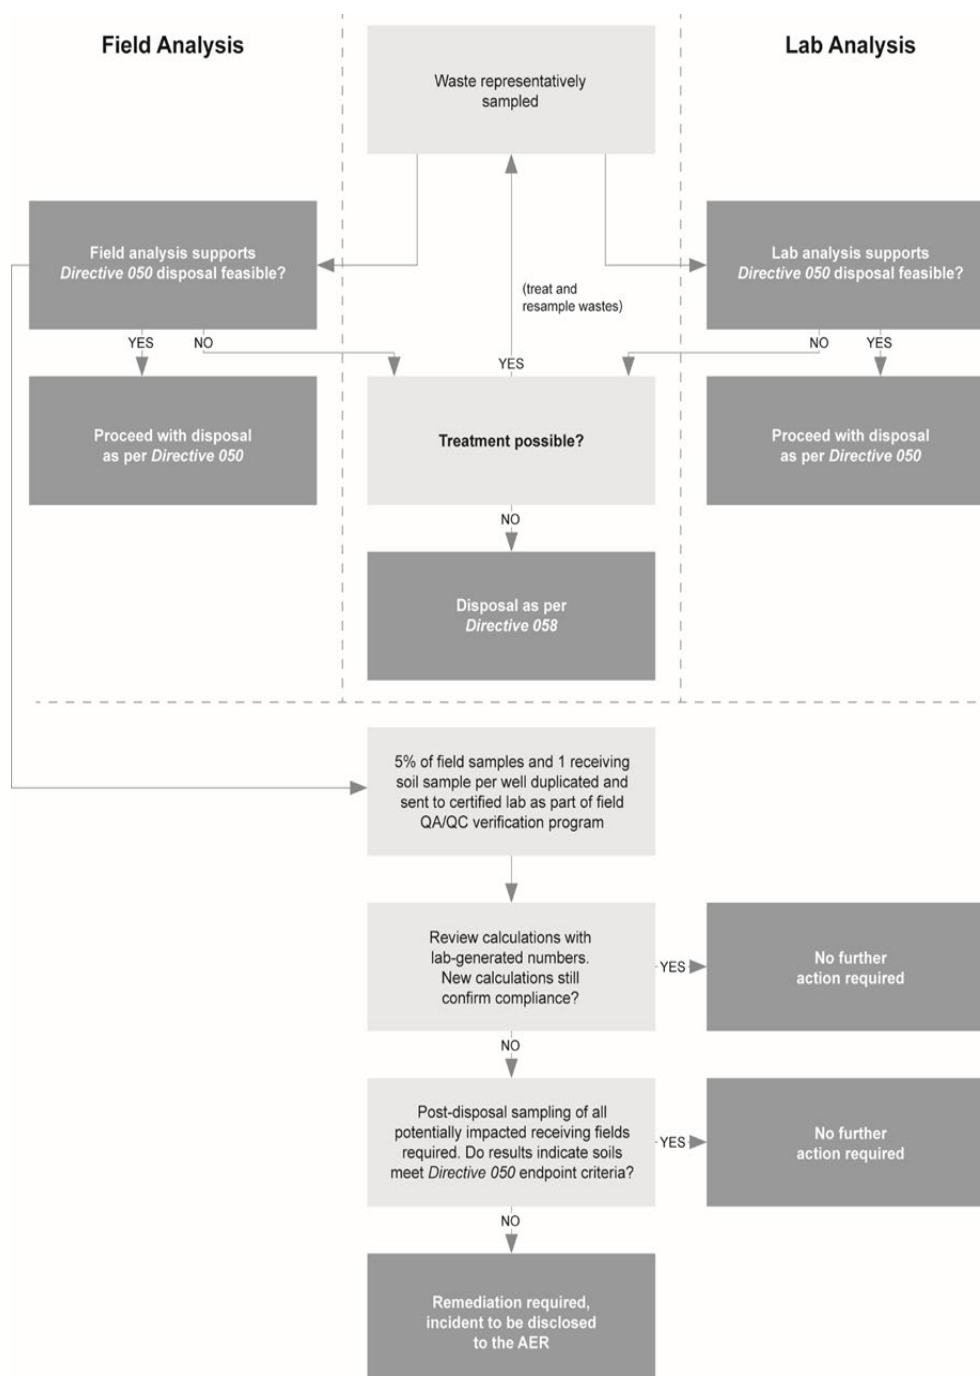 Field Analysis
Lab Analysis
Waste representatively
sampled
Field analysis supports
Directive 050 disposal feasible?
Lab analysis supports
Directive 050 disposal feasible?
(treat and
resample wastes)
YES
NO
YES
NO
YES
Proceed with disposal
as per Directive 050
Treatment possible?
Proceed with disposal
as per Directive 050
NO
Disposal as per
Directive 058
5% of field samples and 1 receiving
soil sample per well duplicated and
sent to certified lab as part of field
QA/QC verification program
Review calculations with
lab-generated numbers.
New calculations still
confirm compliance?
YES
No further
action required
NO
Post-disposal sampling of all
potentially impacted receiving fields
required. Do results indicate soils
meet Directive 050 endpoint criteria?
YES
No further
action required
NO
Remediation required,
incident to be disclosed
to the AER